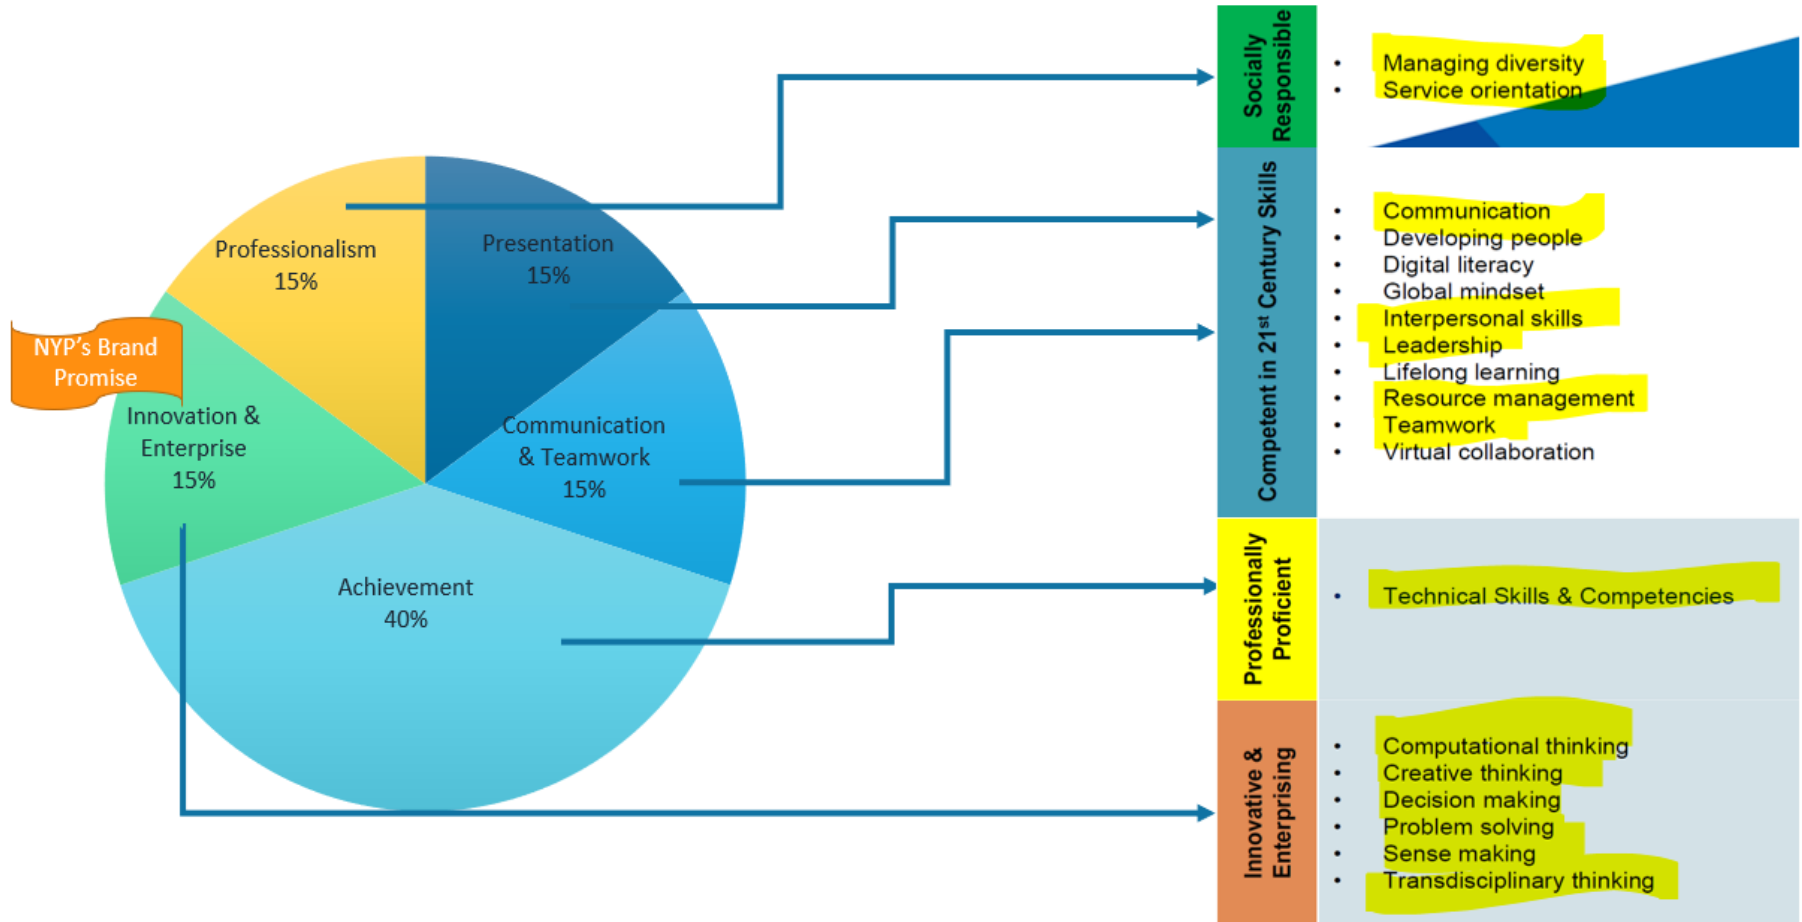 Professionalism
15%
Presentation
15%
NYP's Brand
Promise
Innovation &
Enterprise
15%
Communication
& Teamwork
15%
Achievement
40%
Socially
Responsible
• Managing diversity
• Service orientation
Competent in 21st Century Skills
• Communication
• Developing people
• Digital literacy
• Global mindset
• Interpersonal skills
• Leadership
• Lifelong learning
• Resource management
• Teamwork
• Virtual collaboration
Professionally
Proficient
• Technical Skills & Competencies
Innovative &
Enterprising
• Computational thinking
• Creative thinking
• Decision making
• Problem solving
• Sense making
• Transdisciplinary thinking